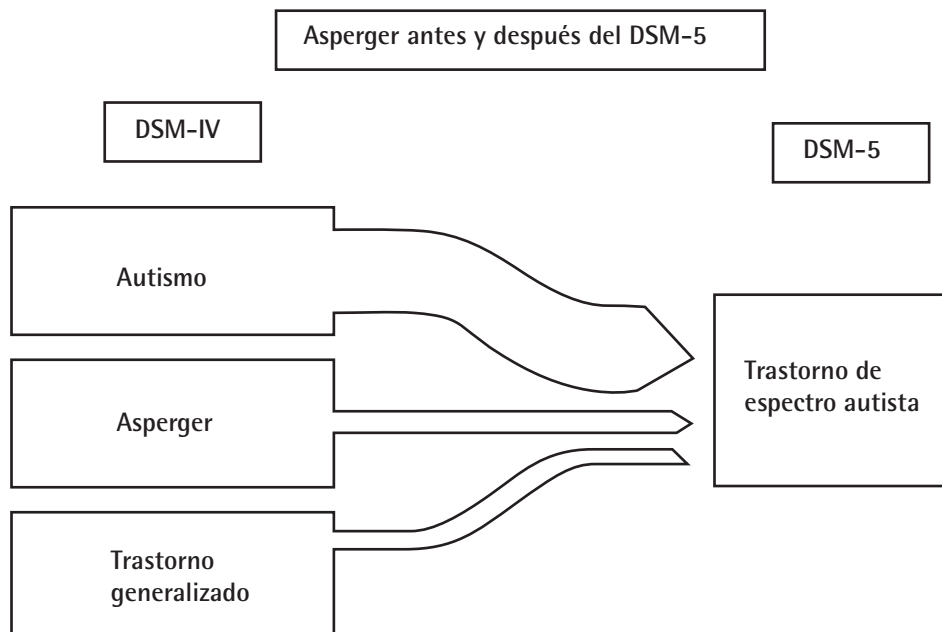 Asperger antes y después del DSM-5
DSM-IV
DSM-5
Autismo
Asperger
Trastorno de
espectro autista
Trastorno
generalizado